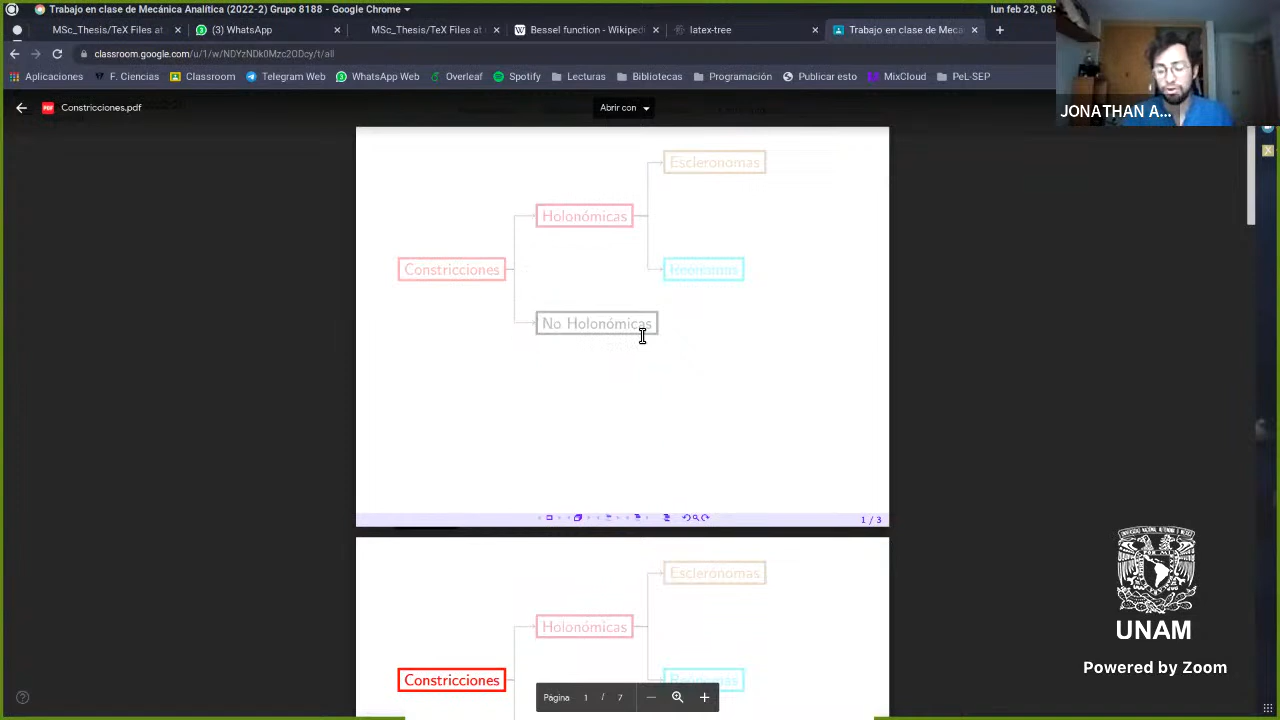 Trabajo en clase de Mecánica Analítica (2022-2) Grupo 8188 - Google Chrome
lun feb 28, 08:
MSc_Thesis/TeX Files at
(3) WhatsApp
MSc_Thesis/TeX Files at
Bessel function - Wikiped
latex-tree
Trabajo en clase de Meca
classroom.google.com/u/1/w/NDYzNDk0Mzc2ODcy/t/all
Aplicaciones
F. Ciencias
Classroom
Telegram Web
WhatsApp Web
Overleaf
Spotify
Lecturas
Bibliotecas
Programación
Publicar esto
MixCloud
PeL-SEP
JONATHAN A...
PDF
Constricciones.pdf
Abrir con
Esclerónomas
Holonómicas
Constricciones
Reónomas
No Holonómicas
1 / 3
Esclerónomas
Holonómicas
Constricciones
Reónomas
Página 1 / 7
UNAM
Powered by Zoom